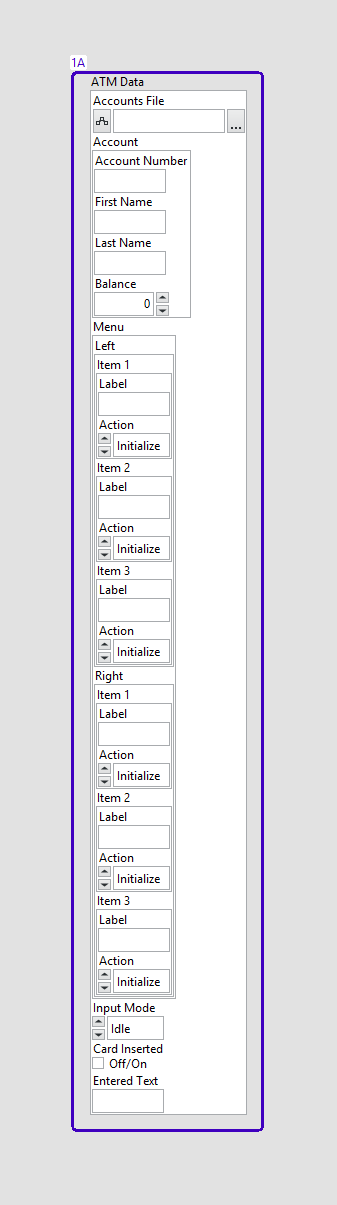 1A
ATM Data
Accounts File
...
Account
Account Number
First Name
Last Name
Balance
0
Menu
Left
Item 1
Label
Action
Initialize
Item 2
Label
Action
Initialize
Item 3
Label
Action
Initialize
Right
Item 1
Label
Action
Initialize
Item 2
Label
Action
Initialize
Item 3
Label
Action
Initialize
Input Mode
Idle
Card Inserted
Off/On
Entered Text